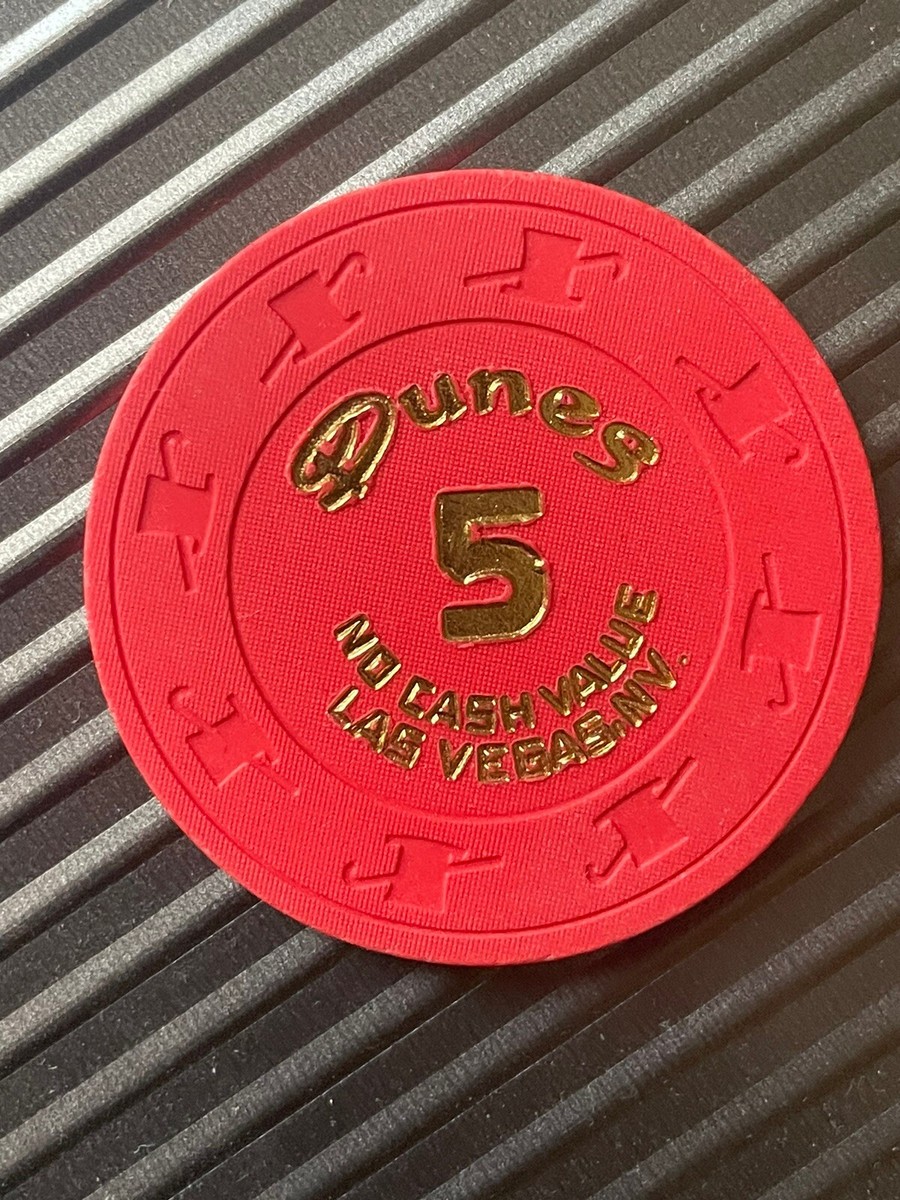 Dunes
5
NO CASH VALUE
LAS VEGAS, NV.